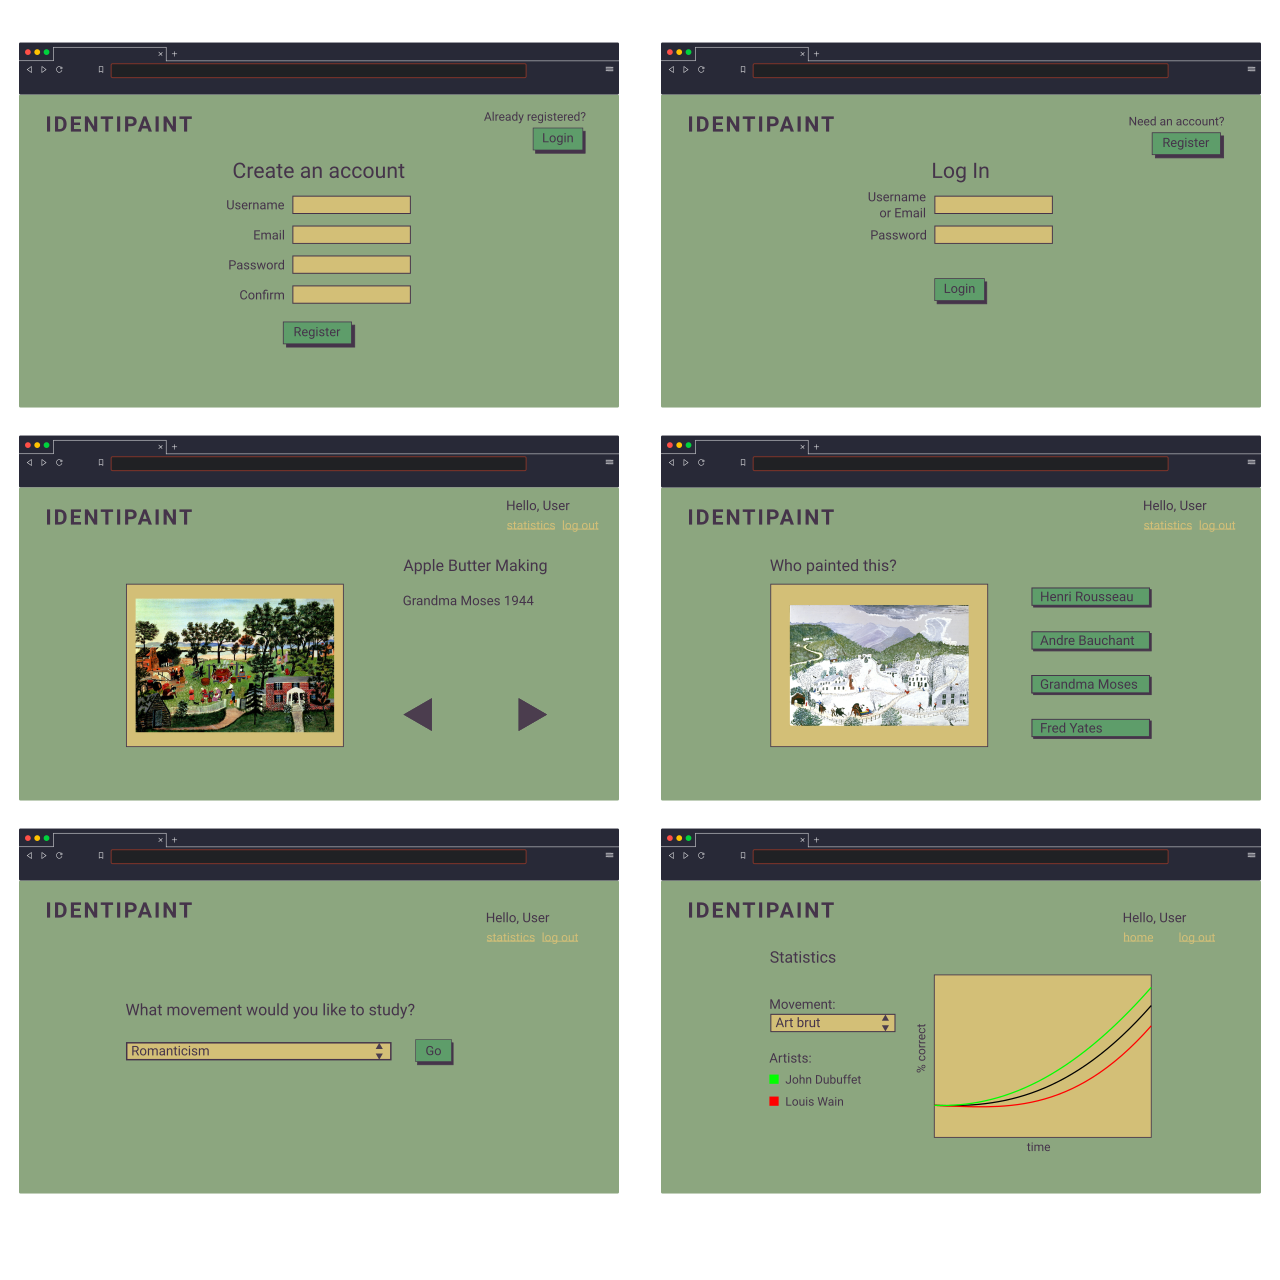 IDENTIPAINT
Already registered?
Login
Create an account
Username
Email
Password
Confirm
Register
IDENTIPAINT
Need an account?
Register
Log In
Username
or Email
Password
Login
IDENTIPAINT
Hello, User
statistics log out
Apple Butter Making
Grandma Moses 1944
IDENTIPAINT
Hello, User
statistics log out
Who painted this?
Henri Rousseau
Andre Bauchant
Grandma Moses
Fred Yates
IDENTIPAINT
Hello, User
statistics log out
What movement would you like to study?
Romanticism
Go
IDENTIPAINT
Hello, User
home log out
Statistics
Movement:
Art brut
Artists:
John Dubuffet
Louis Wain
% correct
time